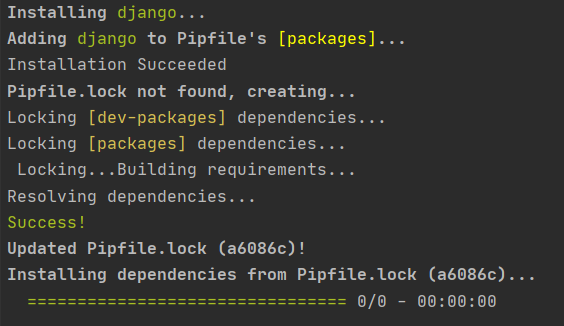 Installing django...
Adding django to Pipfile's [packages]...
Installation Succeeded
Pipfile.lock not found, creating...
Locking [dev-packages] dependencies...
Locking [packages] dependencies...
 Locking...Building requirements...
Resolving dependencies...
Success!
Updated Pipfile.lock (a6086c)!
Installing dependencies from Pipfile.lock (a6086c)...
  ================================ 0/0 - 00:00:00